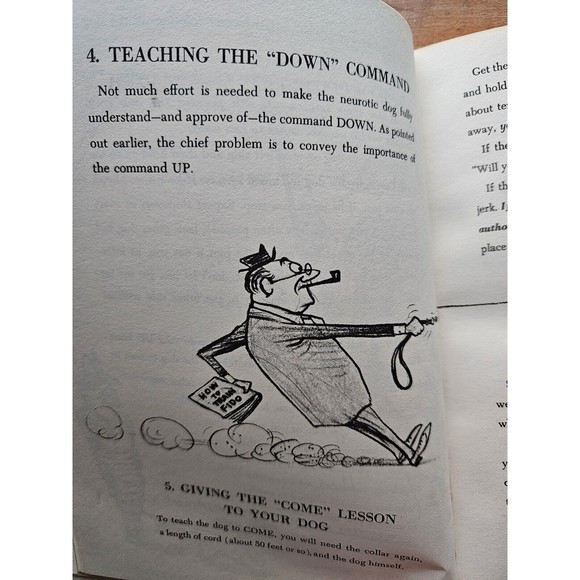 4. TEACHING THE “DOWN” COMMAND
Not much effort is needed to make the neurotic dog fully
understand—and approve of—the command DOWN. As pointed
out earlier, the chief problem is to convey the importance of
the command UP.
HOW
TO
TRAIN
FIDO
5. GIVING THE “COME” LESSON
TO YOUR DOG
To teach the dog to COME, you will need the collar again,
a length of cord (about 50 feet or so), and the dog himself.
Get the
and hold
about
away,
If the
“Will y
If th
jerk.
place